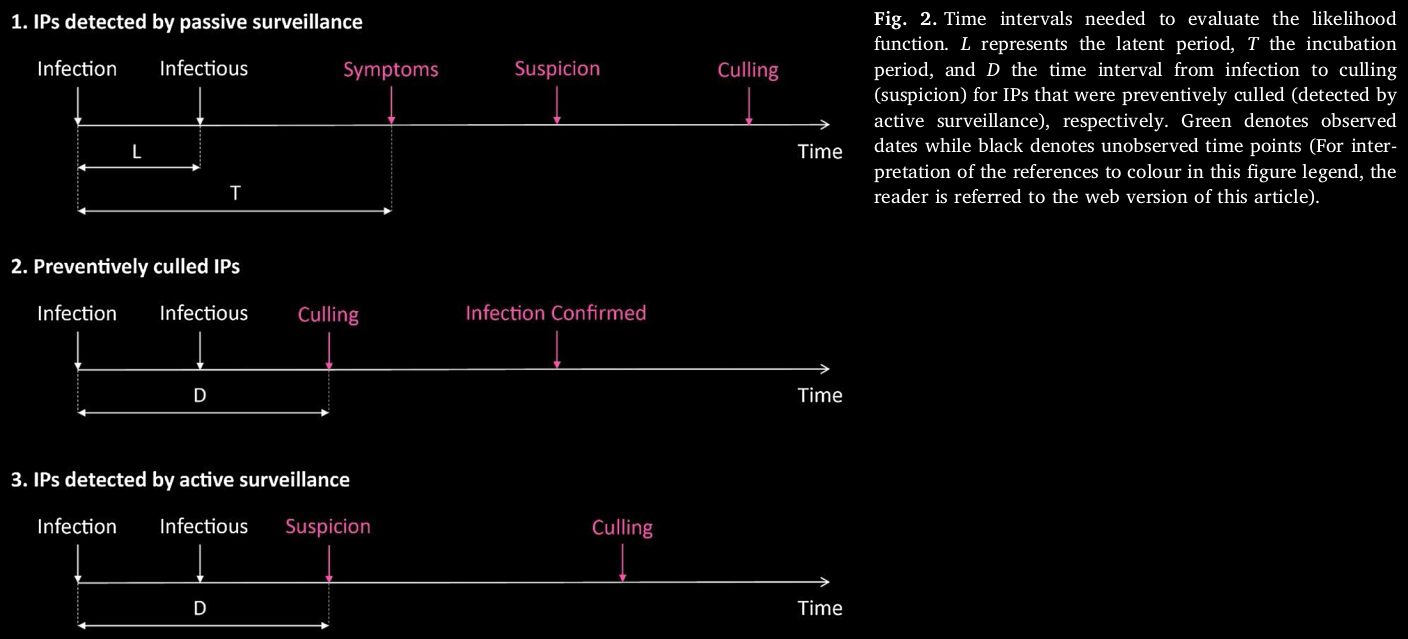 1. IPs detected by passive surveillance
Infection Infectious Symptoms Suspicion Culling
L
Time
T
2. Preventively culled IPs
Infection Infectious Culling Infection Confirmed
D
Time
3. IPs detected by active surveillance
Infection Infectious Suspicion Culling
D
Time
Fig. 2. Time intervals needed to evaluate the likelihood
function. L represents the latent period, T the incubation
period, and D the time interval from infection to culling
(suspicion) for IPs that were preventively culled (detected by
active surveillance), respectively. Green denotes observed
dates while black denotes unobserved time points (For inter-
pretation of the references to colour in this figure legend, the
reader is referred to the web version of this article).